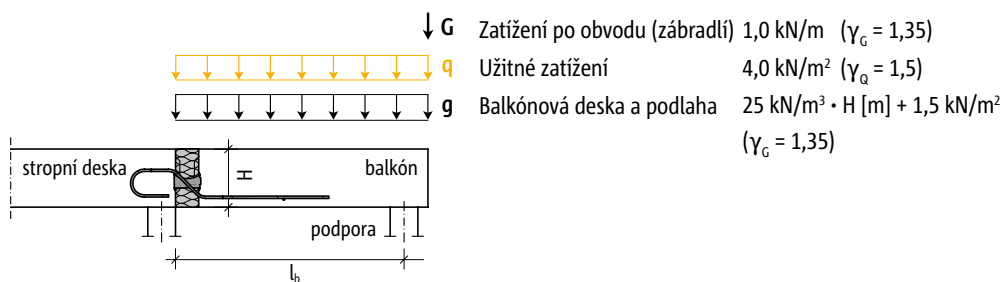 G Zatížení po obvodu (zábradlí) 1,0 kN/m (γG = 1,35)
q Užitné zatížení 4,0 kN/m² (γQ = 1,5)
g Balkónová deska a podlaha 25 kN/m³ • H [m] + 1,5 kN/m²
(γG = 1,35)
stropní deska H balkón
podpora
lb